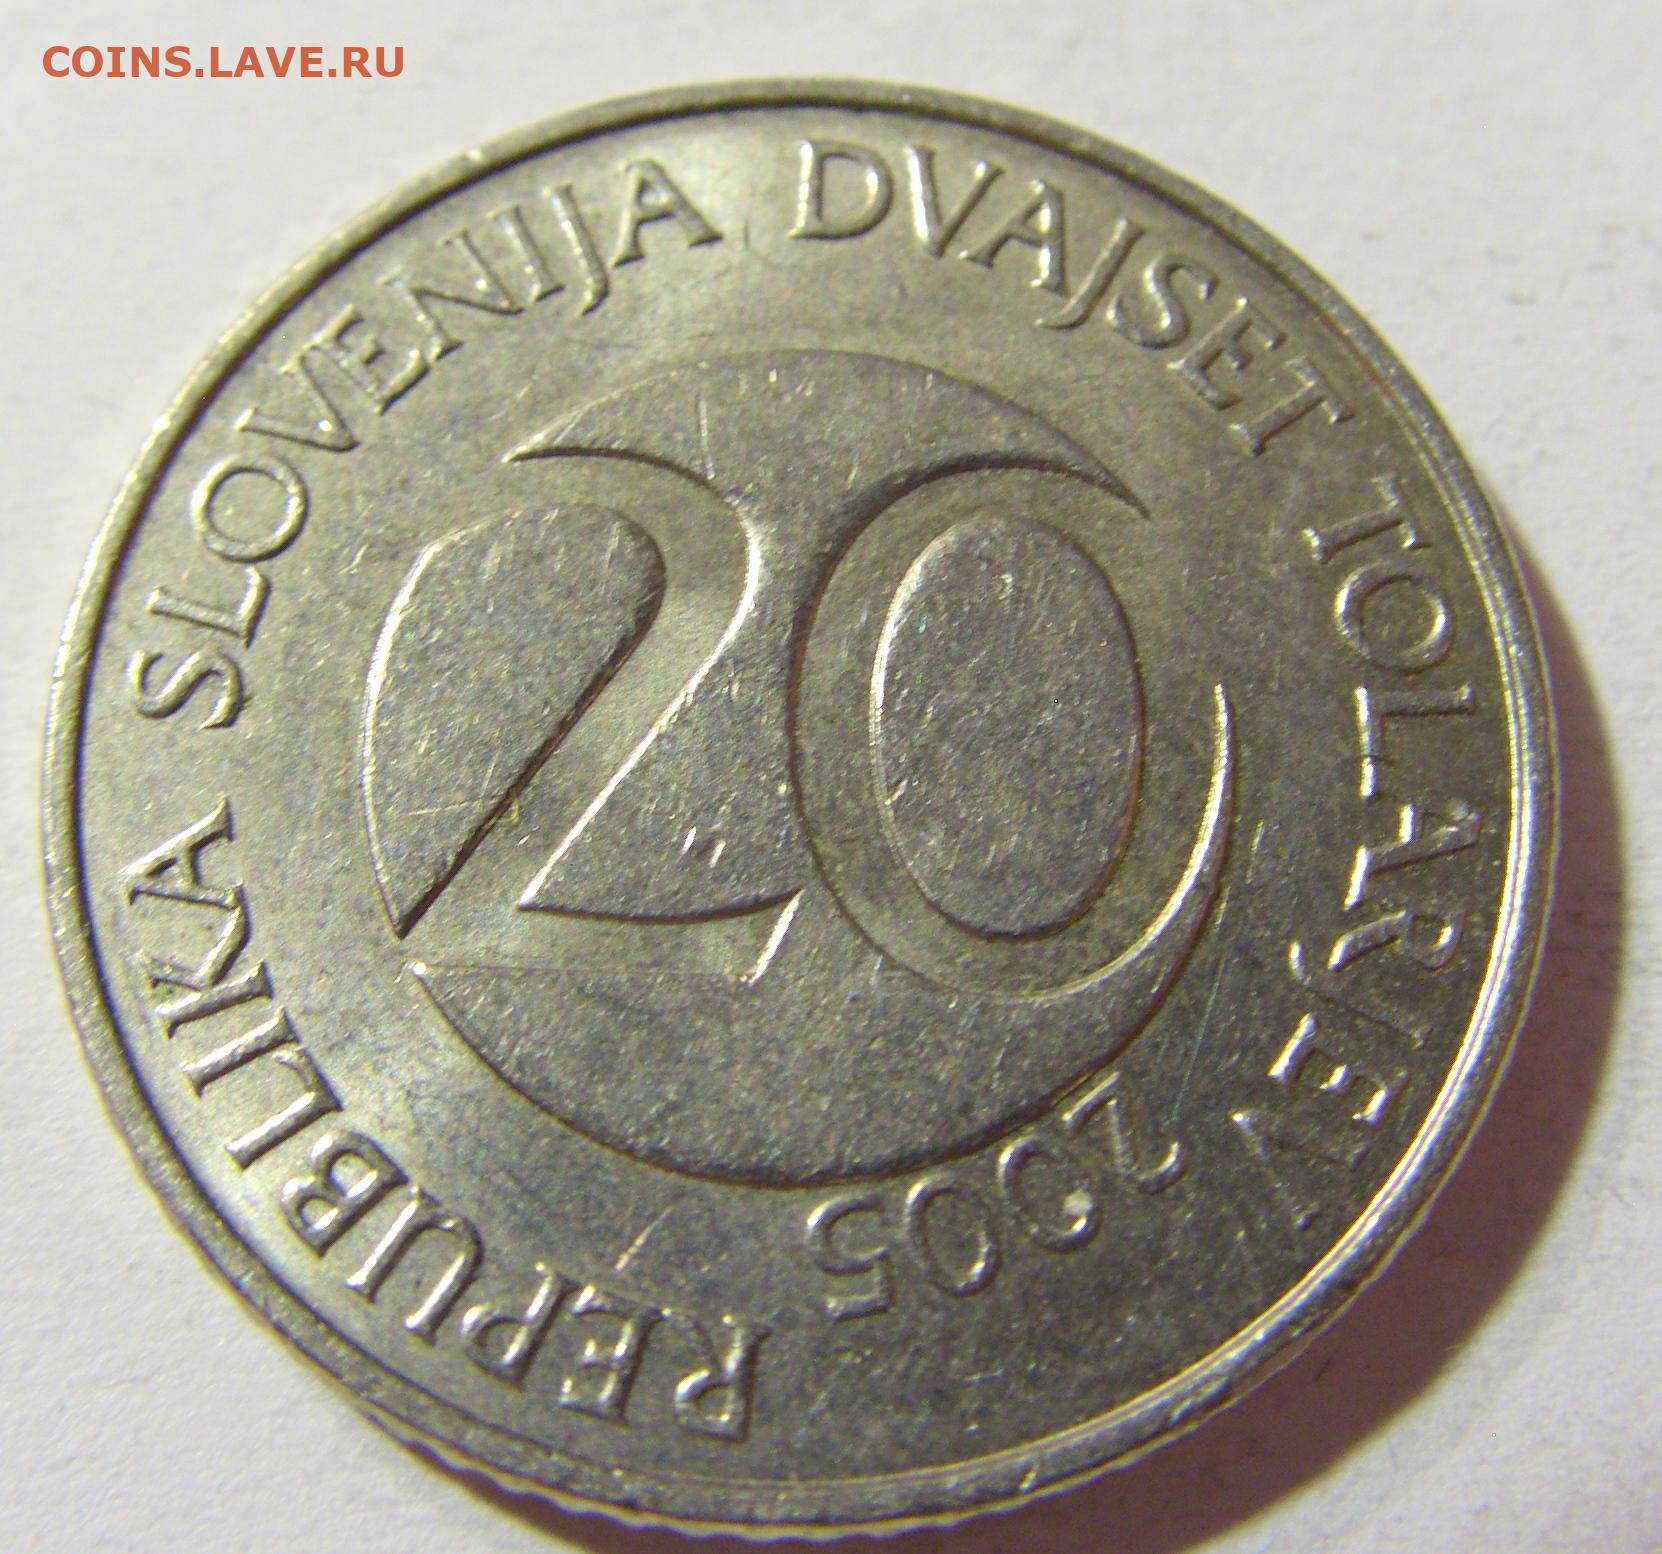 COINS.LAVE.RU
REPUBLIKA SLOVENIJA DVAJSET TOLARJEV
20
2005